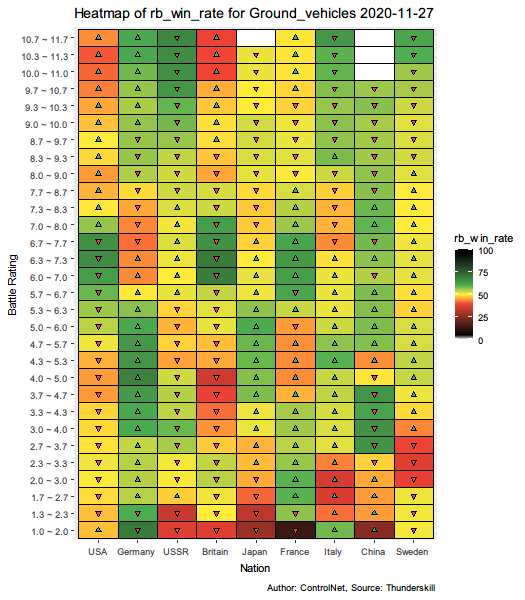 Heatmap of rb_win_rate for Ground_vehicles 2020-11-27
Battle Rating
10.7 ~ 11.7
10.3 ~ 11.3
10.0 ~ 11.0
9.7 ~ 10.7
9.3 ~ 10.3
9.0 ~ 10.0
8.7 ~ 9.7
8.3 ~ 9.3
8.0 ~ 9.0
7.7 ~ 8.7
7.3 ~ 8.3
7.0 ~ 8.0
6.7 ~ 7.7
6.3 ~ 7.3
6.0 ~ 7.0
5.7 ~ 6.7
5.3 ~ 6.3
5.0 ~ 6.0
4.7 ~ 5.7
4.3 ~ 5.3
4.0 ~ 5.0
3.7 ~ 4.7
3.3 ~ 4.3
3.0 ~ 4.0
2.7 ~ 3.7
2.3 ~ 3.3
2.0 ~ 3.0
1.7 ~ 2.7
1.3 ~ 2.3
1.0 ~ 2.0
USA Germany USSR Britain Japan France Italy China Sweden
Nation
rb_win_rate
100
75
50
25
0
Author: ControlNet, Source: Thunderskill